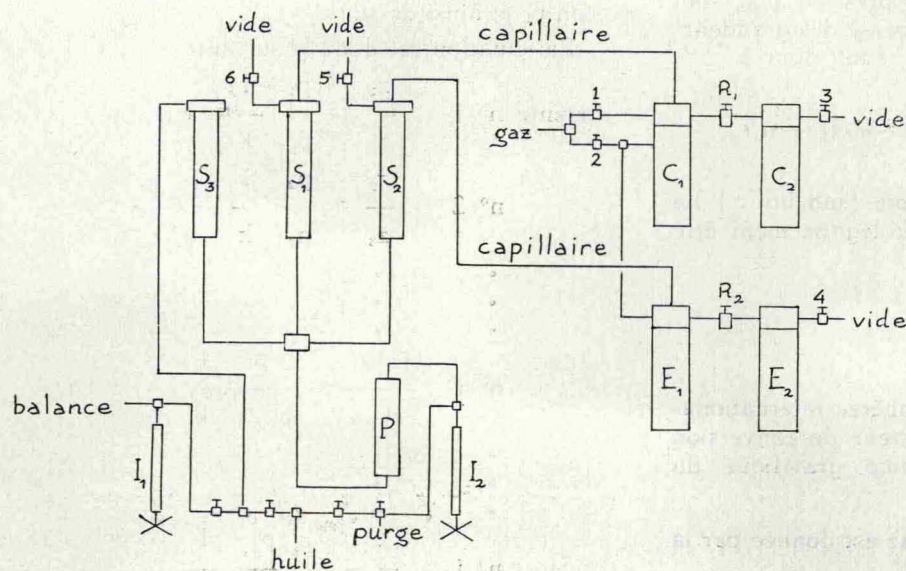 vide
vide
capillaire
6
5
1
R₁
3
vide
gaz
2
S₃
S₁
S₂
C₁
C₂
capillaire
R₂
4
vide
E₁
E₂
balance
P
I₁
I₂
purge
huile